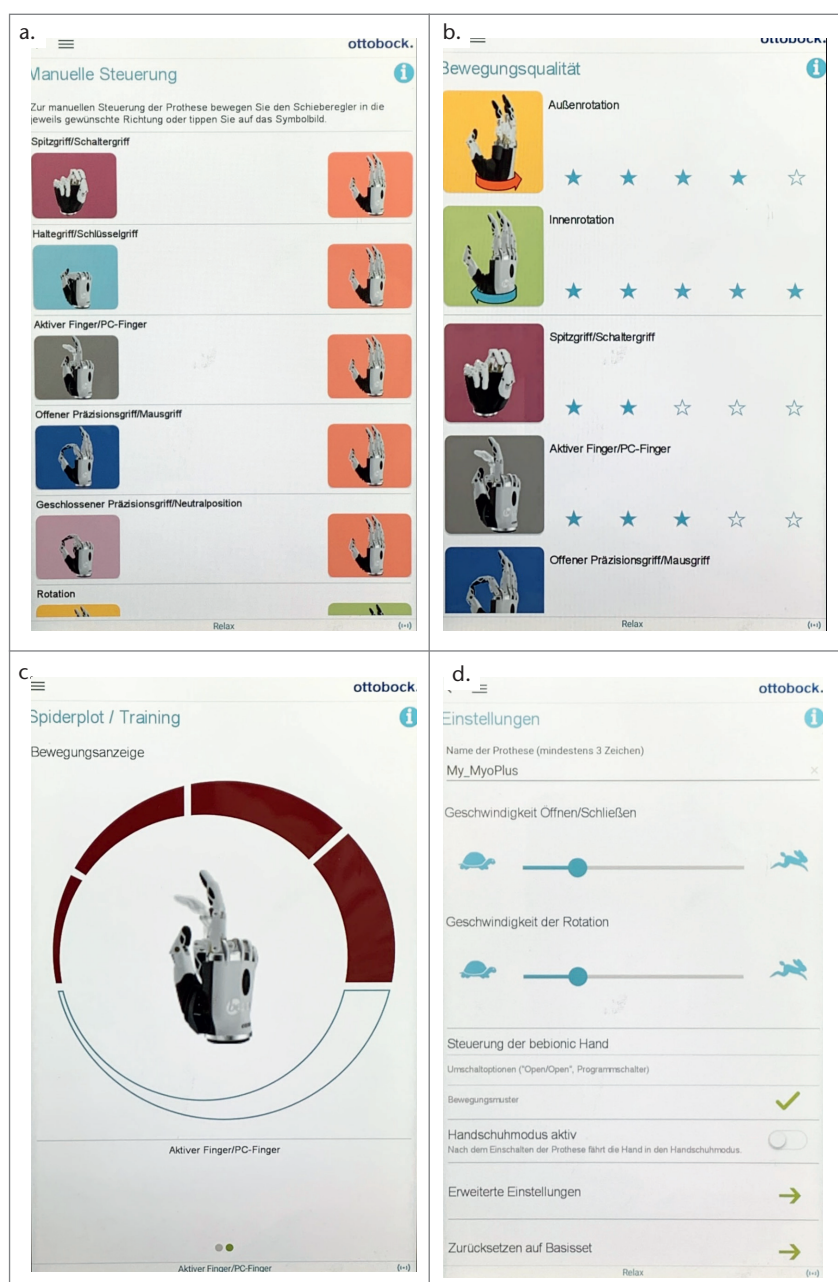 a.
ottobock.
Manuelle Steuerung
Zur manuellen Steuerung der Prothese bewegen Sie den Schieberegler in die
jeweils gewünschte Richtung oder tippen Sie auf das Symbolbild.
Spitzgriff/Schaltergriff
Haltegriff/Schlüsselgriff
Aktiver Finger/PC-Finger
Offener Präzisionsgriff/Mausgriff
Geschlossener Präzisionsgriff/Neutralposition
Rotation
Relax
b.
ottobock.
Bewegungsqualität
Außenrotation
Innenrotation
Spitzgriff/Schaltergriff
Aktiver Finger/PC-Finger
Offener Präzisionsgriff/Mausgriff
Relax
c.
ottobock.
Spiderplot / Training
Bewegungsanzeige
Aktiver Finger/PC-Finger
Aktiver Finger/PC-Finger
d.
ottobock.
Einstellungen
Name der Prothese (mindestens 3 Zeichen)
My_MyoPlus
Geschwindigkeit Öffnen/Schließen
Geschwindigkeit der Rotation
Steuerung der bebionic Hand
Umschaltoptionen ("Open/Open", Programmschalter)
Bewegungsmuster
Handschuhmodus aktiv
Nach dem Einschalten der Prothese fährt die Hand in den Handschuhmodus.
Erweiterte Einstellungen
Zurücksetzen auf Basisset
Relax